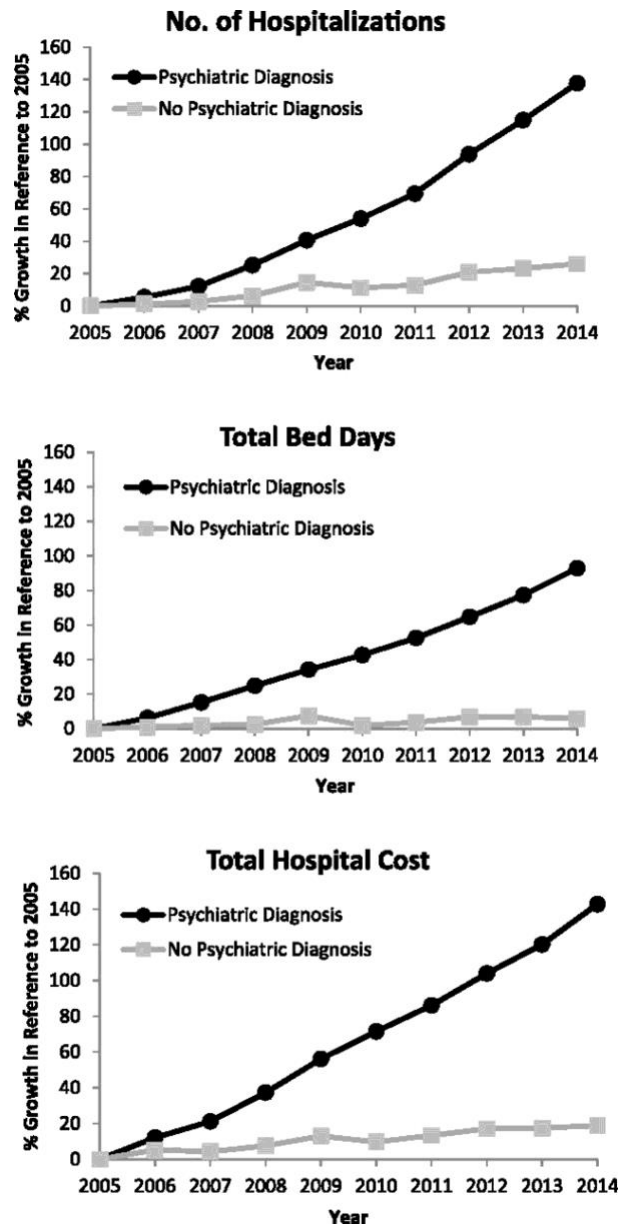 No. of Hospitalizations
% Growth In Reference to 2005
160
140
120
100
80
60
40
20
0
Psychiatric Diagnosis
No Psychiatric Diagnosis
2005 2006 2007 2008 2009 2010 2011 2012 2013 2014
Year
Total Bed Days
% Growth In Reference to 2005
160
140
120
100
80
60
40
20
0
Psychiatric Diagnosis
No Psychiatric Diagnosis
2005 2006 2007 2008 2009 2010 2011 2012 2013 2014
Year
Total Hospital Cost
% Growth In Reference to 2005
160
140
120
100
80
60
40
20
0
Psychiatric Diagnosis
No Psychiatric Diagnosis
2005 2006 2007 2008 2009 2010 2011 2012 2013 2014
Year